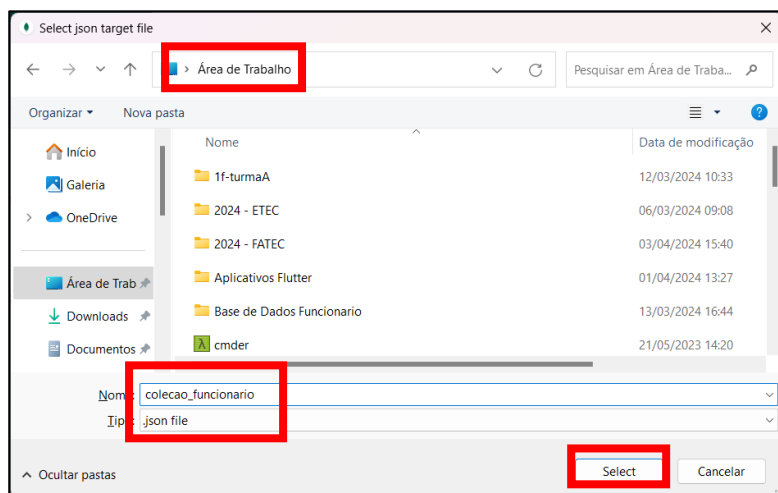 Select json target file
Área de Trabalho
Pesquisar em Área de Traba...
Organizar
Nova pasta
Nome
Data de modificação
Início
Galeria
OneDrive
Área de Trab
Downloads
Documentos
1f-turmaA 12/03/2024 10:33
2024 - ETEC 06/03/2024 09:08
2024 - FATEC 03/04/2024 15:40
Aplicativos Flutter 01/04/2024 13:27
Base de Dados Funcionario 13/03/2024 16:44
cmder 21/05/2023 14:20
Nom colecao_funcionario
Tip .json file
Ocultar pastas
Select
Cancelar